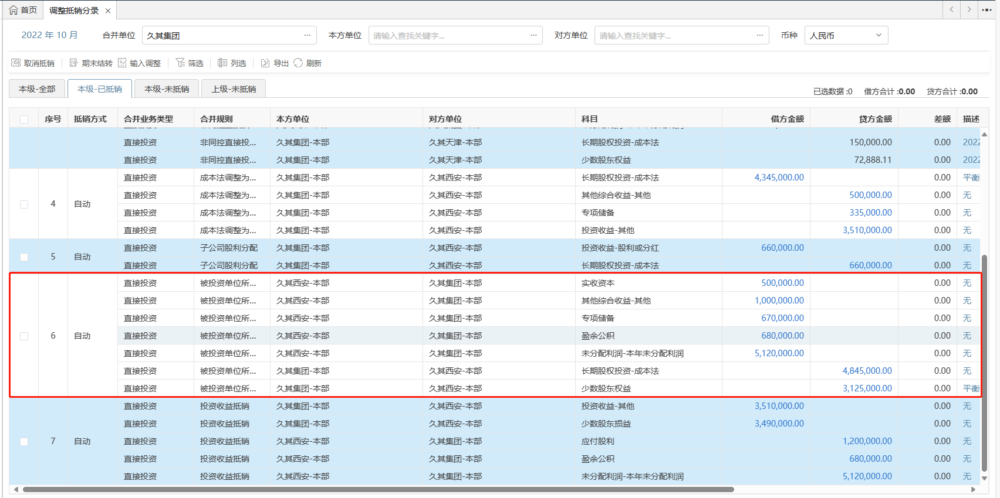 首页 调整抵销分录
2022 年 10 月 合并单位 久其集团 本方单位 请输入查找关键字... 对方单位 请输入查找关键字... 币种 人民币
取消抵销 期末结转 输入调整 筛选 列选 导出 刷新
本级-全部 本级-已抵销 本级-未抵销 上级-未抵销
已选数据 :0 借方合计 :0.00 贷方合计 :0.00
序号 抵销方式 合并业务类型 合并规则 本方单位 对方单位 科目 借方金额 贷方金额 差额 描述
直接投资 非同控直接投... 久其集团-本部 久其天津-本部 长期股权投资-成本法 150,000.00 0.00 2022
直接投资 非同控直接投... 久其集团-本部 久其天津-本部 少数股东权益 72,888.11 0.00 2022
直接投资 成本法调整为... 久其集团-本部 久其西安-本部 长期股权投资-成本法 4,345,000.00 0.00 平衡
直接投资 成本法调整为... 久其集团-本部 久其西安-本部 其他综合收益-其他 500,000.00 0.00 无
4 自动
直接投资 成本法调整为... 久其集团-本部 久其西安-本部 专项储备 335,000.00 0.00 无
直接投资 成本法调整为... 久其集团-本部 久其西安-本部 投资收益-其他 3,510,000.00 0.00 无
直接投资 子公司股利分配 久其集团-本部 久其西安-本部 投资收益-股利或分红 660,000.00 0.00 无
5 自动
直接投资 子公司股利分配 久其集团-本部 久其西安-本部 长期股权投资-成本法 660,000.00 0.00 无
直接投资 被投资单位所... 久其西安-本部 久其集团-本部 实收资本 500,000.00 0.00 无
直接投资 被投资单位所... 久其西安-本部 久其集团-本部 其他综合收益-其他 1,000,000.00 0.00 无
直接投资 被投资单位所... 久其西安-本部 久其集团-本部 专项储备 670,000.00 0.00 无
6 自动 直接投资 被投资单位所... 久其西安-本部 久其集团-本部 盈余公积 680,000.00 0.00 无
直接投资 被投资单位所... 久其西安-本部 久其集团-本部 未分配利润-本年未分配利润 5,120,000.00 0.00 无
直接投资 被投资单位所... 久其集团-本部 久其西安-本部 长期股权投资-成本法 4,845,000.00 0.00 无
直接投资 被投资单位所... 久其集团-本部 久其西安-本部 少数股东权益 3,125,000.00 0.00 平衡
直接投资 投资收益抵销 久其集团-本部 久其西安-本部 投资收益-其他 3,510,000.00 0.00 无
直接投资 投资收益抵销 久其集团-本部 久其西安-本部 少数股东损益 3,490,000.00 0.00 无
7 自动 直接投资 投资收益抵销 久其西安-本部 久其集团-本部 应付股利 1,200,000.00 0.00 无
直接投资 投资收益抵销 久其西安-本部 久其集团-本部 盈余公积 680,000.00 0.00 无
直接投资 投资收益抵销 久其西安-本部 久其集团-本部 未分配利润-本年未分配利润 5,120,000.00 0.00 无